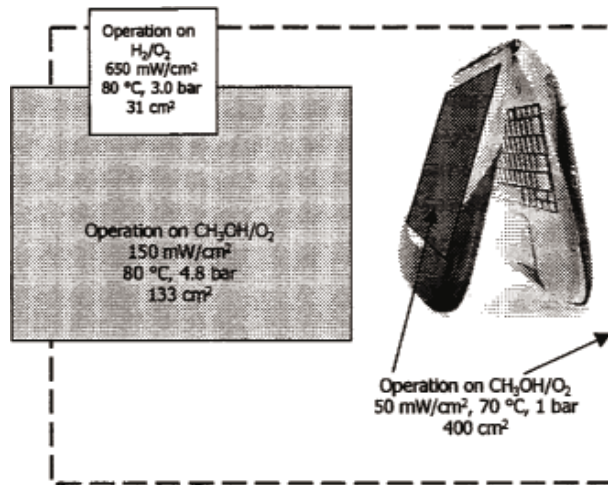 Operation on
H₂/O₂
650 mW/cm²
80 °C, 3.0 bar
31 cm²
Operation on CH₃OH/O₂
150 mW/cm²
80 °C, 4.8 bar
133 cm²
Operation on CH₃OH/O₂
50 mW/cm², 70 °C, 1 bar
400 cm²